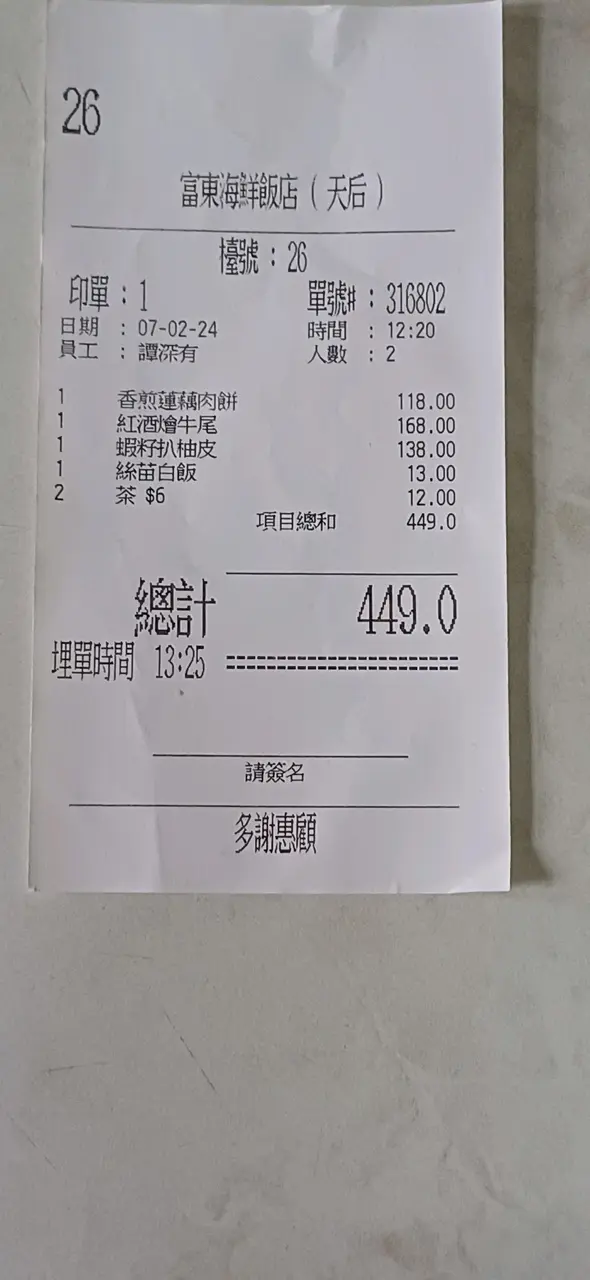 26
富東海鮮飯店（天后）
檯號：26
印單：1 單號#：316802
日期 ：07-02-24 時間 ：12:20
員工 ：譚深有 人數 ：2
1 香煎蓮藕肉餅 118.00
1 紅酒燴牛尾 168.00
1 蝦籽扒柚皮 138.00
1 絲苗白飯 13.00
2 茶 $6 12.00
項目總和 449.0
總計 449.0
埋單時間 13:25 ======================
請簽名
多謝惠顧